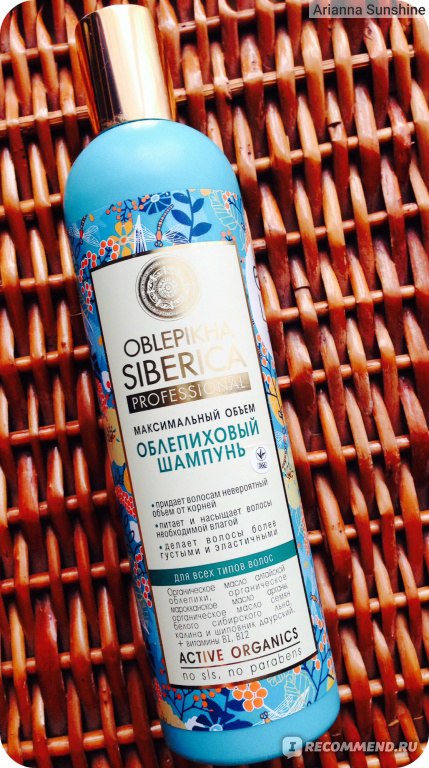 Arianna Sunshine
OBLEPIKHA
SIBERICA
PROFESSIONAL
МАКСИМАЛЬНЫЙ ОБЪЕМ
ОБЛЕПИХОВЫЙ
ШАМПУНЬ
• придает волосам невероятный
объем от корней
• питает и насыщает волосы
необходимой влагой
• делает волосы более
густыми и эластичными
для всех типов волос
Органическое масло алтайской
облепихи, органическое
марокканское масло арганы,
органическое масло семян
белого сибирского льна,
калина и шиповник даурский,
+ витамины B1, B12
ACTIVE ORGANICS
no sls, no parabens
IRECOMMEND.RU